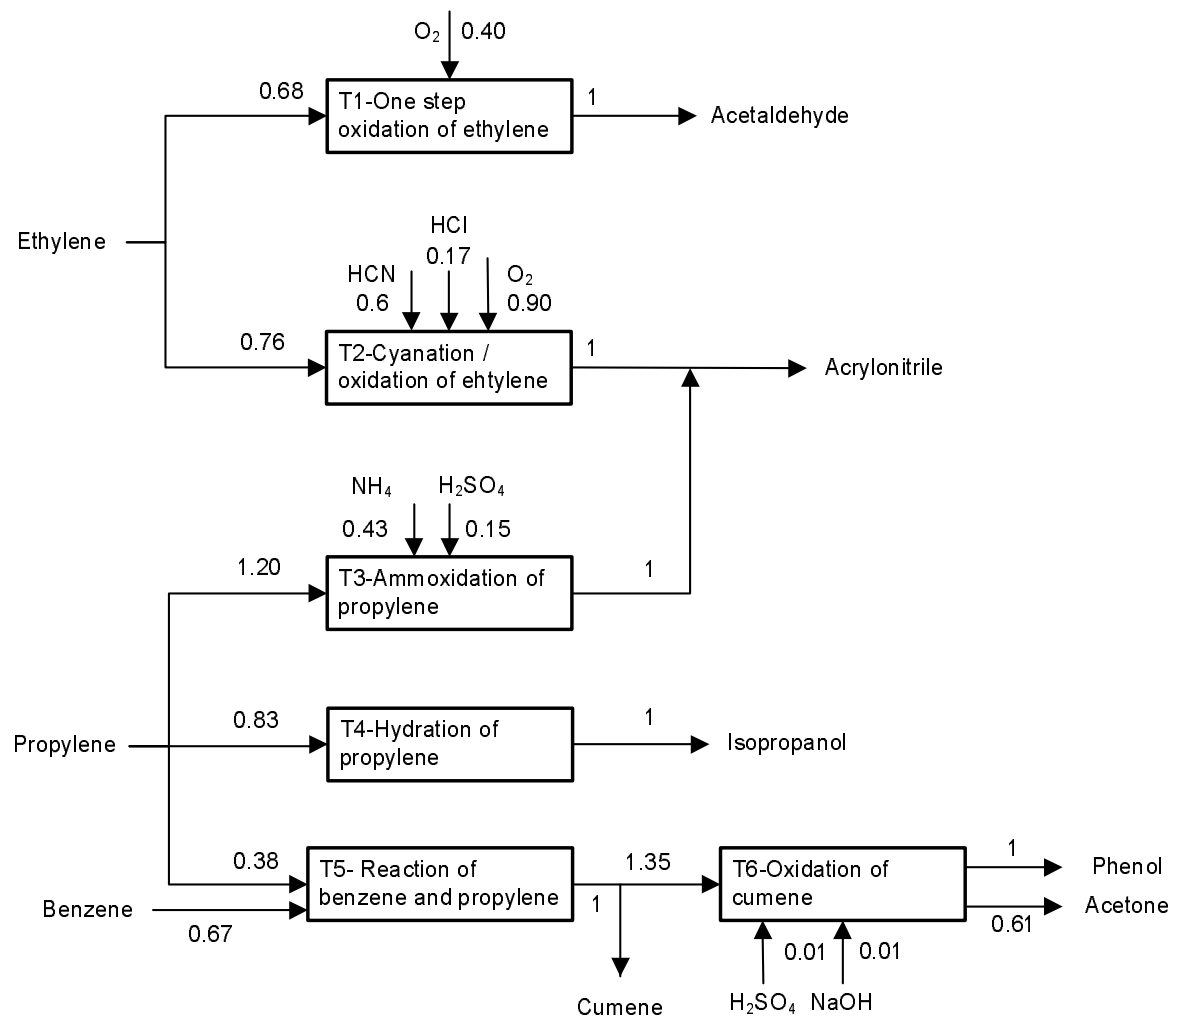 O₂ 0.40
0.68
T1-One step
oxidation of ethylene
1
Acetaldehyde
Ethylene
HCl
0.17
HCN
0.6
O₂
0.90
0.76
T2-Cyanation /
oxidation of ehtylene
1
Acrylonitrile
NH₄
0.43
H₂SO₄
0.15
1.20
T3-Ammoxidation of
propylene
1
Propylene
0.83
T4-Hydration of
propylene
1
Isopropanol
0.38
Benzene
0.67
T5- Reaction of
benzene and propylene
1
1.35
Cumene
T6-Oxidation of
cumene
1
Phenol
Acetone
0.61
0.01
0.01
H₂SO₄ NaOH